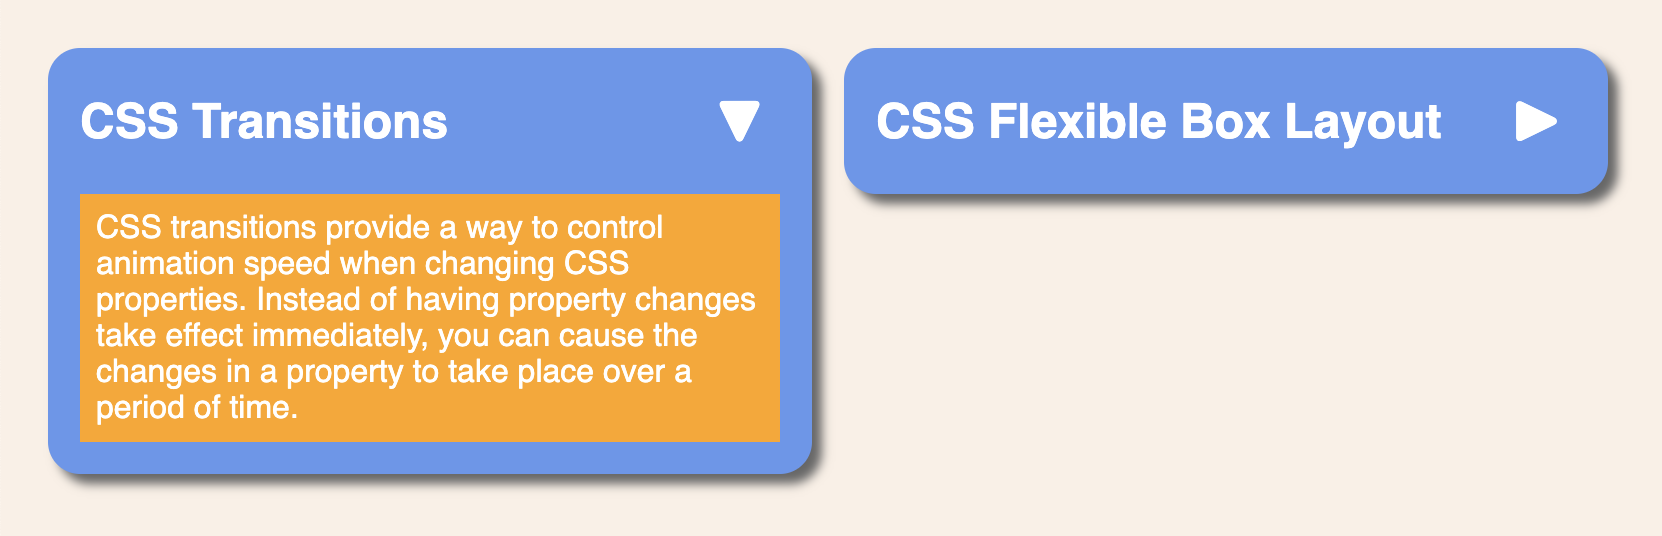 CSS Transitions
CSS transitions provide a way to control
animation speed when changing CSS
properties. Instead of having property changes
take effect immediately, you can cause the
changes in a property to take place over a
period of time.
CSS Flexible Box Layout